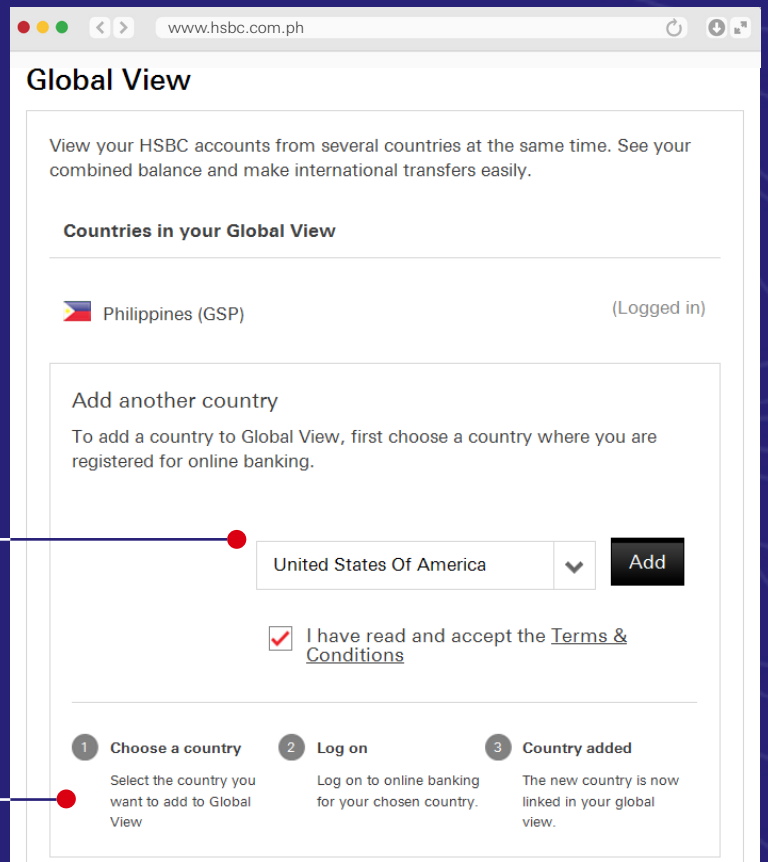 www.hsbc.com.ph
Global View
View your HSBC accounts from several countries at the same time. See your
combined balance and make international transfers easily.
Countries in your Global View
Philippines (GSP)
(Logged in)
Add another country
To add a country to Global View, first choose a country where you are
registered for online banking.
United States Of America
Add
I have read and accept the Terms &
Conditions
1 Choose a country
Select the country you
want to add to Global
View
2 Log on
Log on to online banking
for your chosen country.
3 Country added
The new country is now
linked in your global
view.